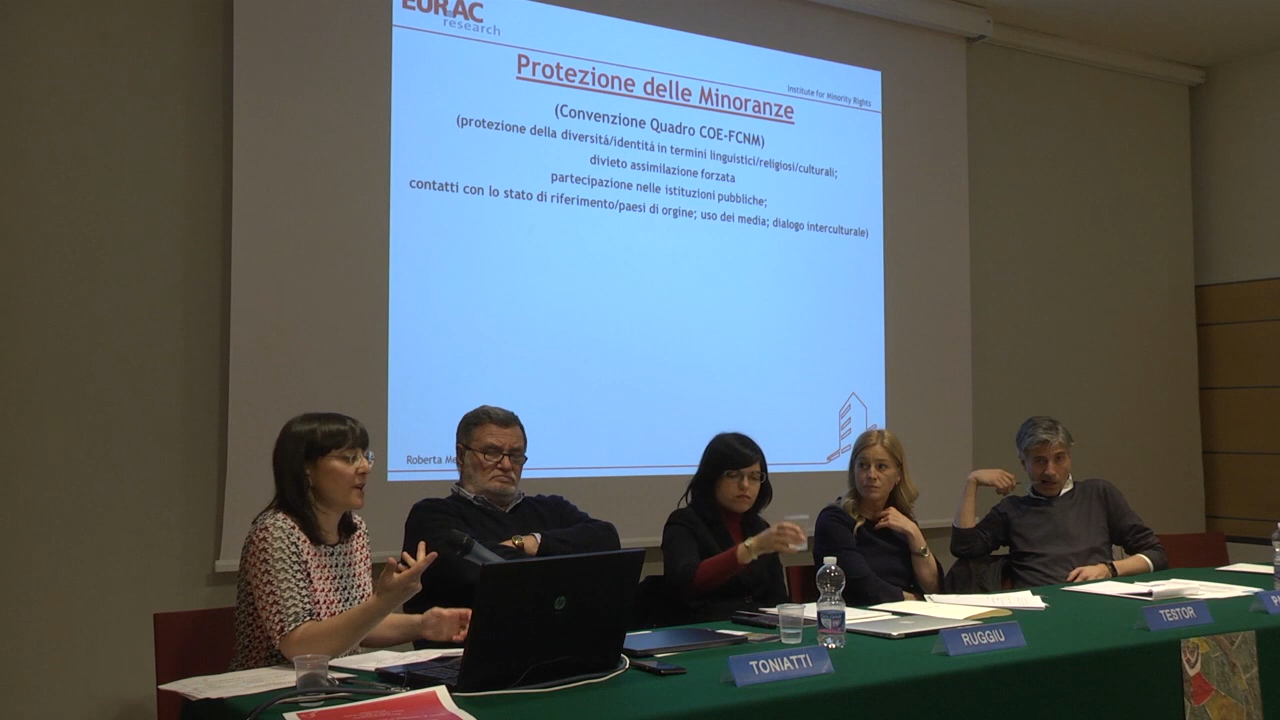 EURAC
research
Institute for Minority Rights
Protezione delle Minoranze
(Convenzione Quadro COE-FCNM)
(protezione della diversitá/identitá in termini linguistici/religiosi/culturali;
divieto assimilazione forzata
partecipazione nelle istituzioni pubbliche;
contatti con lo stato di riferimento/paesi di orgine; uso dei media; dialogo interculturale)
Roberta
TONIATTI
RUGGIU
TESTOR